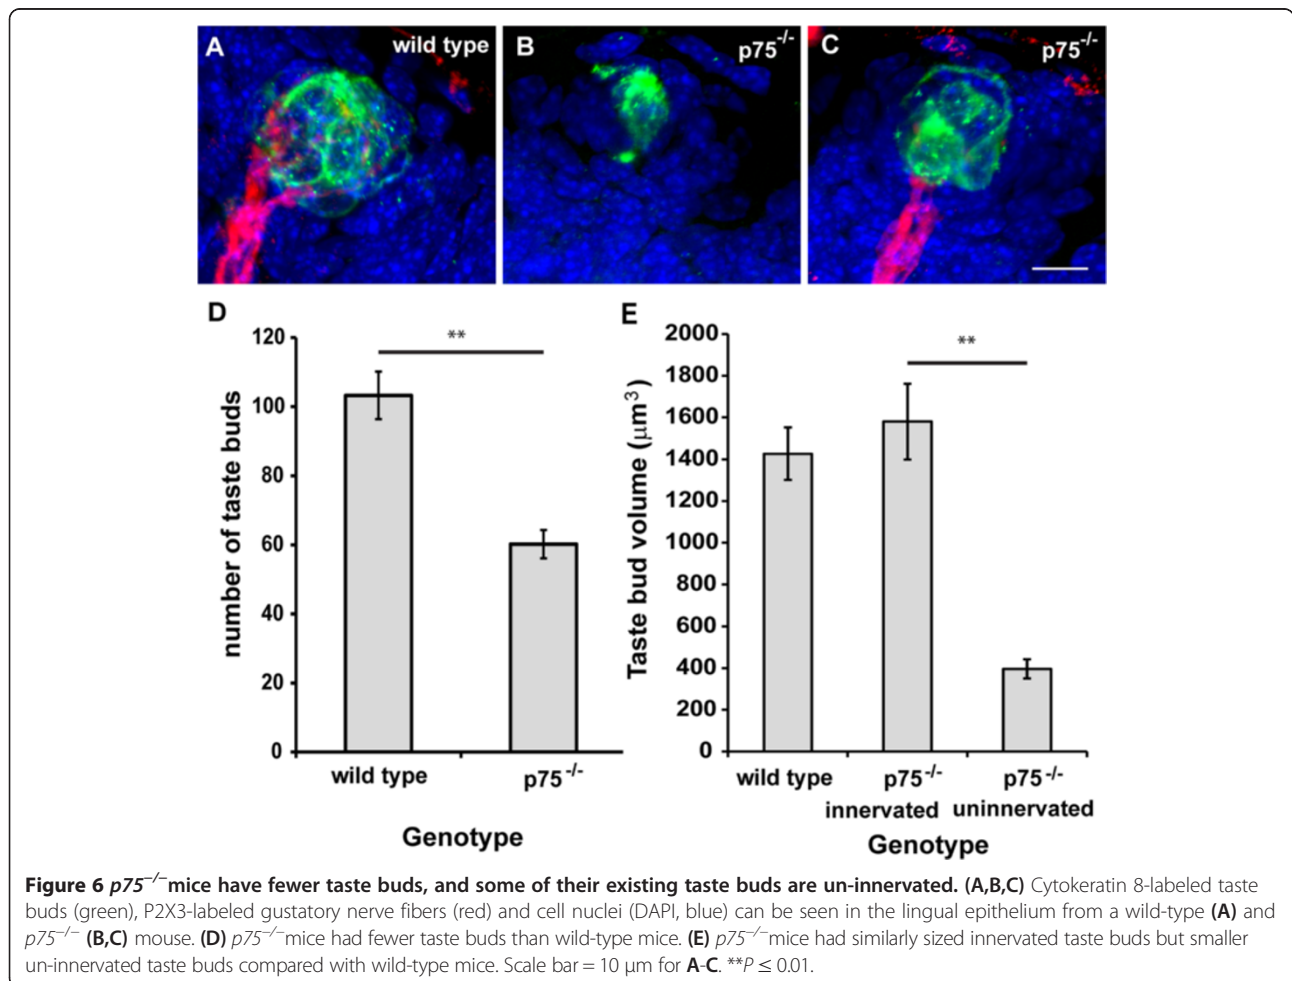 A wild type
B p75-/-
C p75-/-
D
120
100
80
60
40
20
0
number of taste buds
**
wild type p75-/-
Genotype
E
2000
1800
1600
1400
1200
1000
800
600
400
200
0
Taste bud volume (μm3)
**
wild type p75-/- p75-/-
innervated uninnervated
Genotype
Figure 6 p75−/−mice have fewer taste buds, and some of their existing taste buds are un-innervated. (A,B,C) Cytokeratin 8-labeled taste
buds (green), P2X3-labeled gustatory nerve fibers (red) and cell nuclei (DAPI, blue) can be seen in the lingual epithelium from a wild-type (A) and
p75−/− (B,C) mouse. (D) p75−/−mice had fewer taste buds than wild-type mice. (E) p75−/−mice had similarly sized innervated taste buds but smaller
un-innervated taste buds compared with wild-type mice. Scale bar = 10 μm for A-C. **P ≤ 0.01.